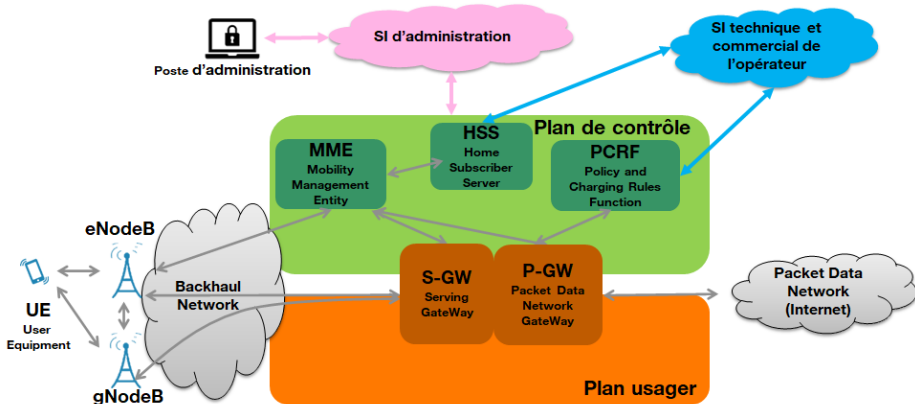 SI d'administration
Poste d'administration
SI technique et
commercial de
l'opérateur
Plan de contrôle
HSS
Home
Subscriber
Server
MME
Mobility
Management
Entity
PCRF
Policy and
Charging Rules
Function
eNodeB
Backhaul
Network
UE
User
Equipment
gNodeB
S-GW
Serving
GateWay
P-GW
Packet Data
Network
GateWay
Packet Data
Network
(Internet)
Plan usager